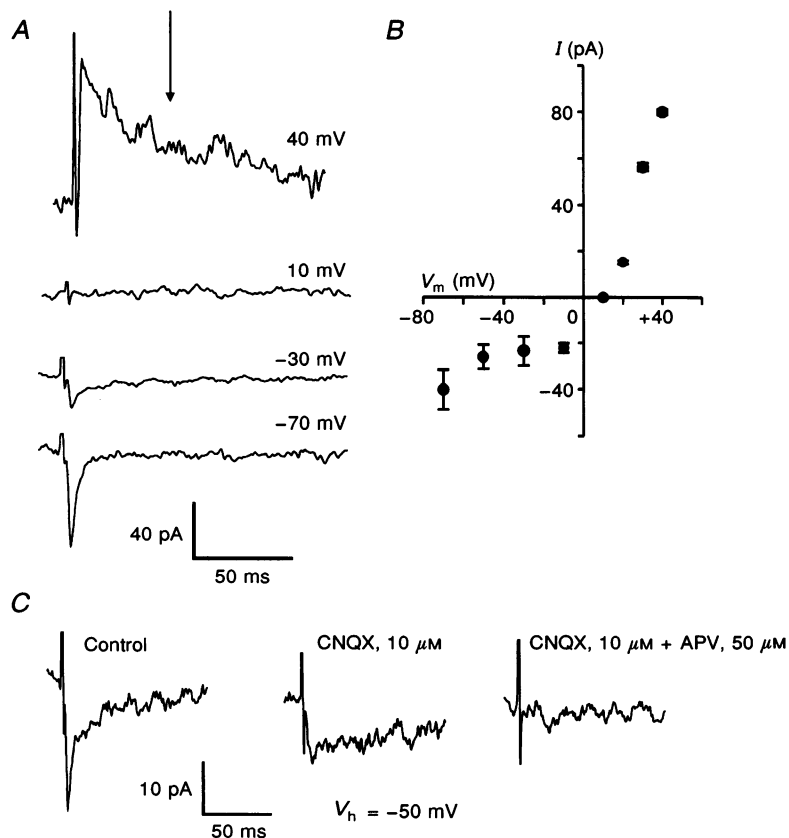 A
40 mV
10 mV
−30 mV
−70 mV
40 pA
50 ms
B
I (pA)
80
40
Vm (mV)
−80
−40
0
+40
−40
C
Control
CNQX, 10 μM
CNQX, 10 μM + APV, 50 μM
10 pA
50 ms
Vh = −50 mV